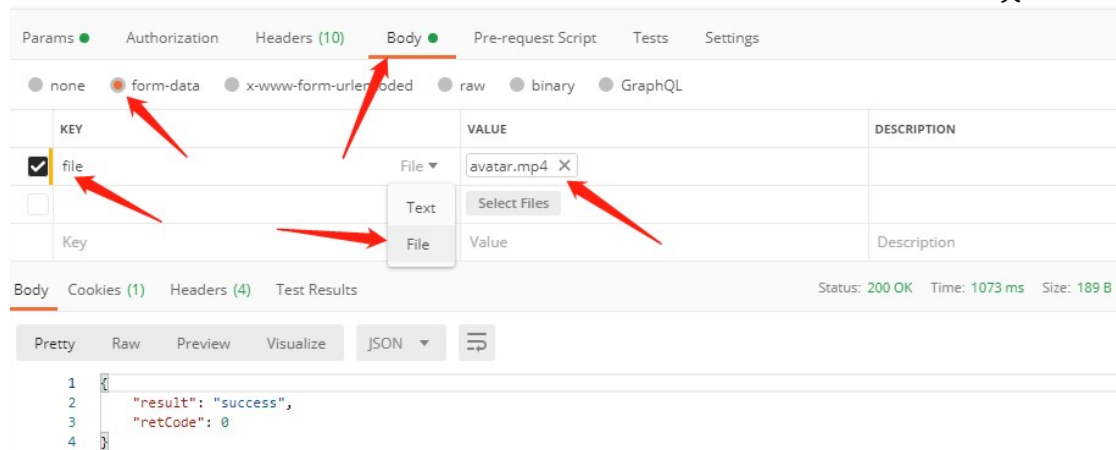 Params Authorization Headers (10) Body Pre-request Script Tests Settings
none form-data x-www-form-urlencoded raw binary GraphQL
KEY VALUE DESCRIPTION
file File avatar.mp4
Text Select Files
Key File Value Description
Body Cookies (1) Headers (4) Test Results Status: 200 OK Time: 1073 ms Size: 189 B
Pretty Raw Preview Visualize JSON
1 {
2 "result": "success",
3 "retCode": 0
4 }